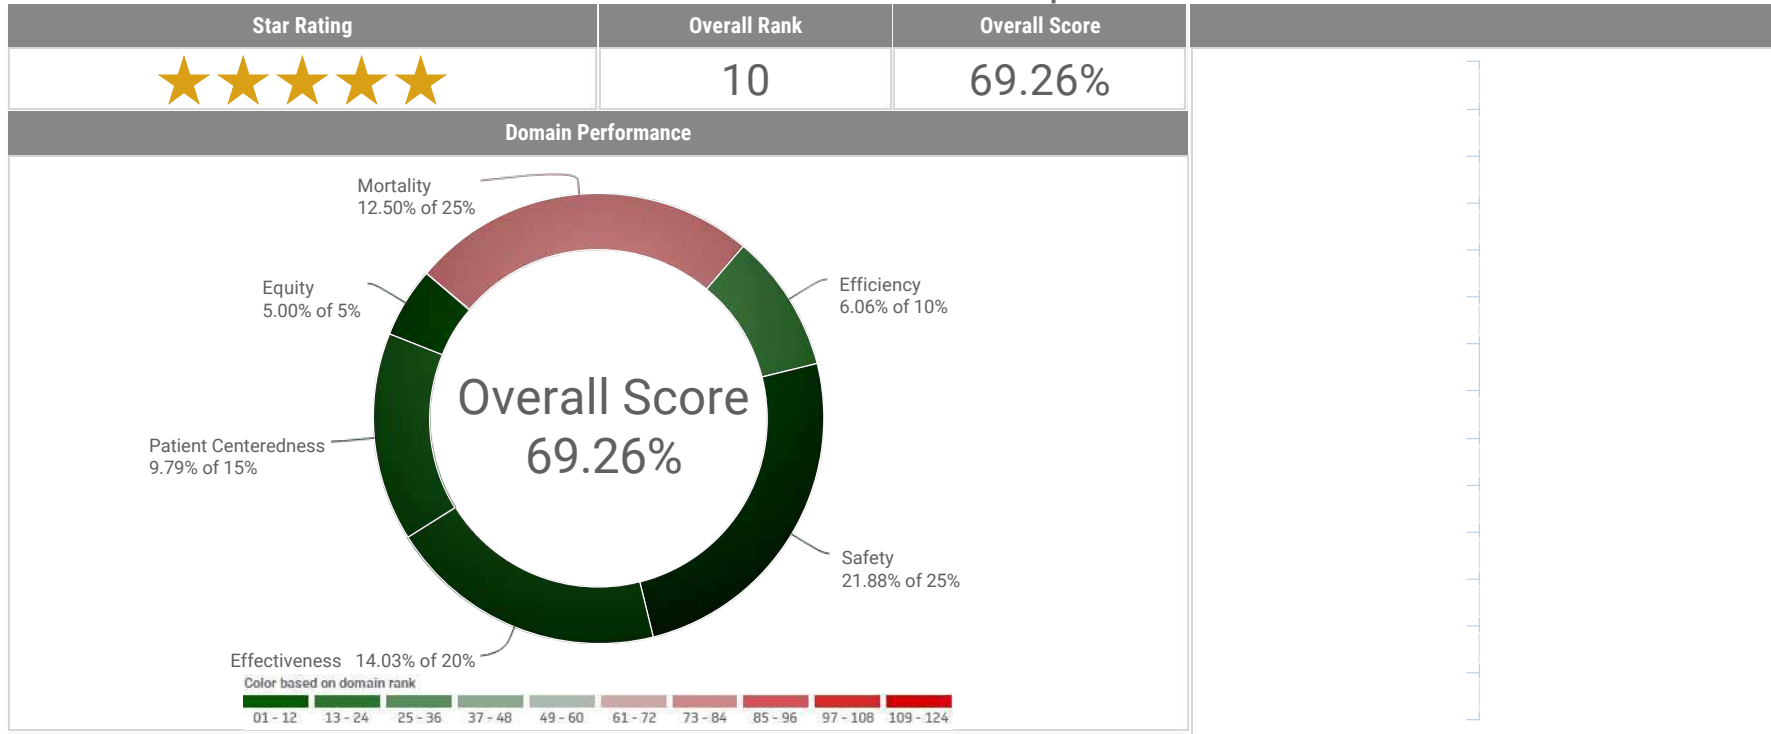 Star Rating
Overall Rank
Overall Score
10
69.26%
Domain Performance
Mortality
12.50% of 25%
Efficiency
6.06% of 10%
Equity
5.00% of 5%
Overall Score
69.26%
Patient Centeredness
9.79% of 15%
Safety
21.88% of 25%
Effectiveness 14.03% of 20%
Color based on domain rank
01 - 12 13 - 24 25 - 36 37 - 48 49 - 60 61 - 72 73 - 84 85 - 96 97 - 108 109 - 124